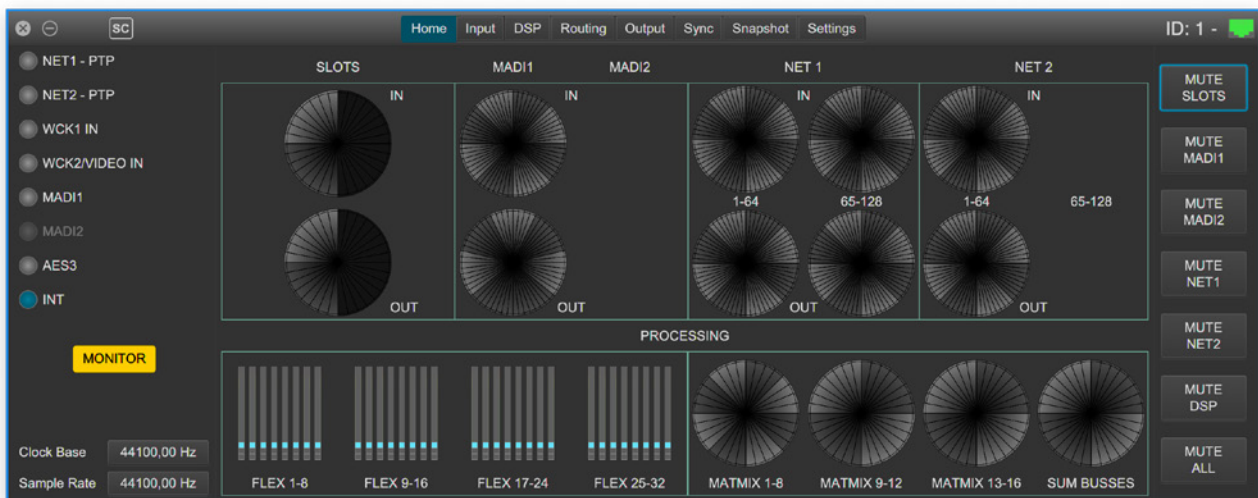 SC
Home Input DSP Routing Output Sync Snapshot Settings
ID: 1 -
NET1 - PTP
NET2 - PTP
WCK1 IN
WCK2/VIDEO IN
MADI1
MADI2
AES3
INT
MONITOR
Clock Base 44100,00 Hz
Sample Rate 44100,00 Hz
SLOTS MADI1 MADI2 NET 1 NET 2
IN IN IN IN
1-64 65-128 1-64 65-128
OUT OUT OUT OUT
PROCESSING
FLEX 1-8 FLEX 9-16 FLEX 17-24 FLEX 25-32 MATMIX 1-8 MATMIX 9-12 MATMIX 13-16 SUM BUSSES
MUTE
SLOTS
MUTE
MADI1
MUTE
MADI2
MUTE
NET1
MUTE
NET2
MUTE
DSP
MUTE
ALL